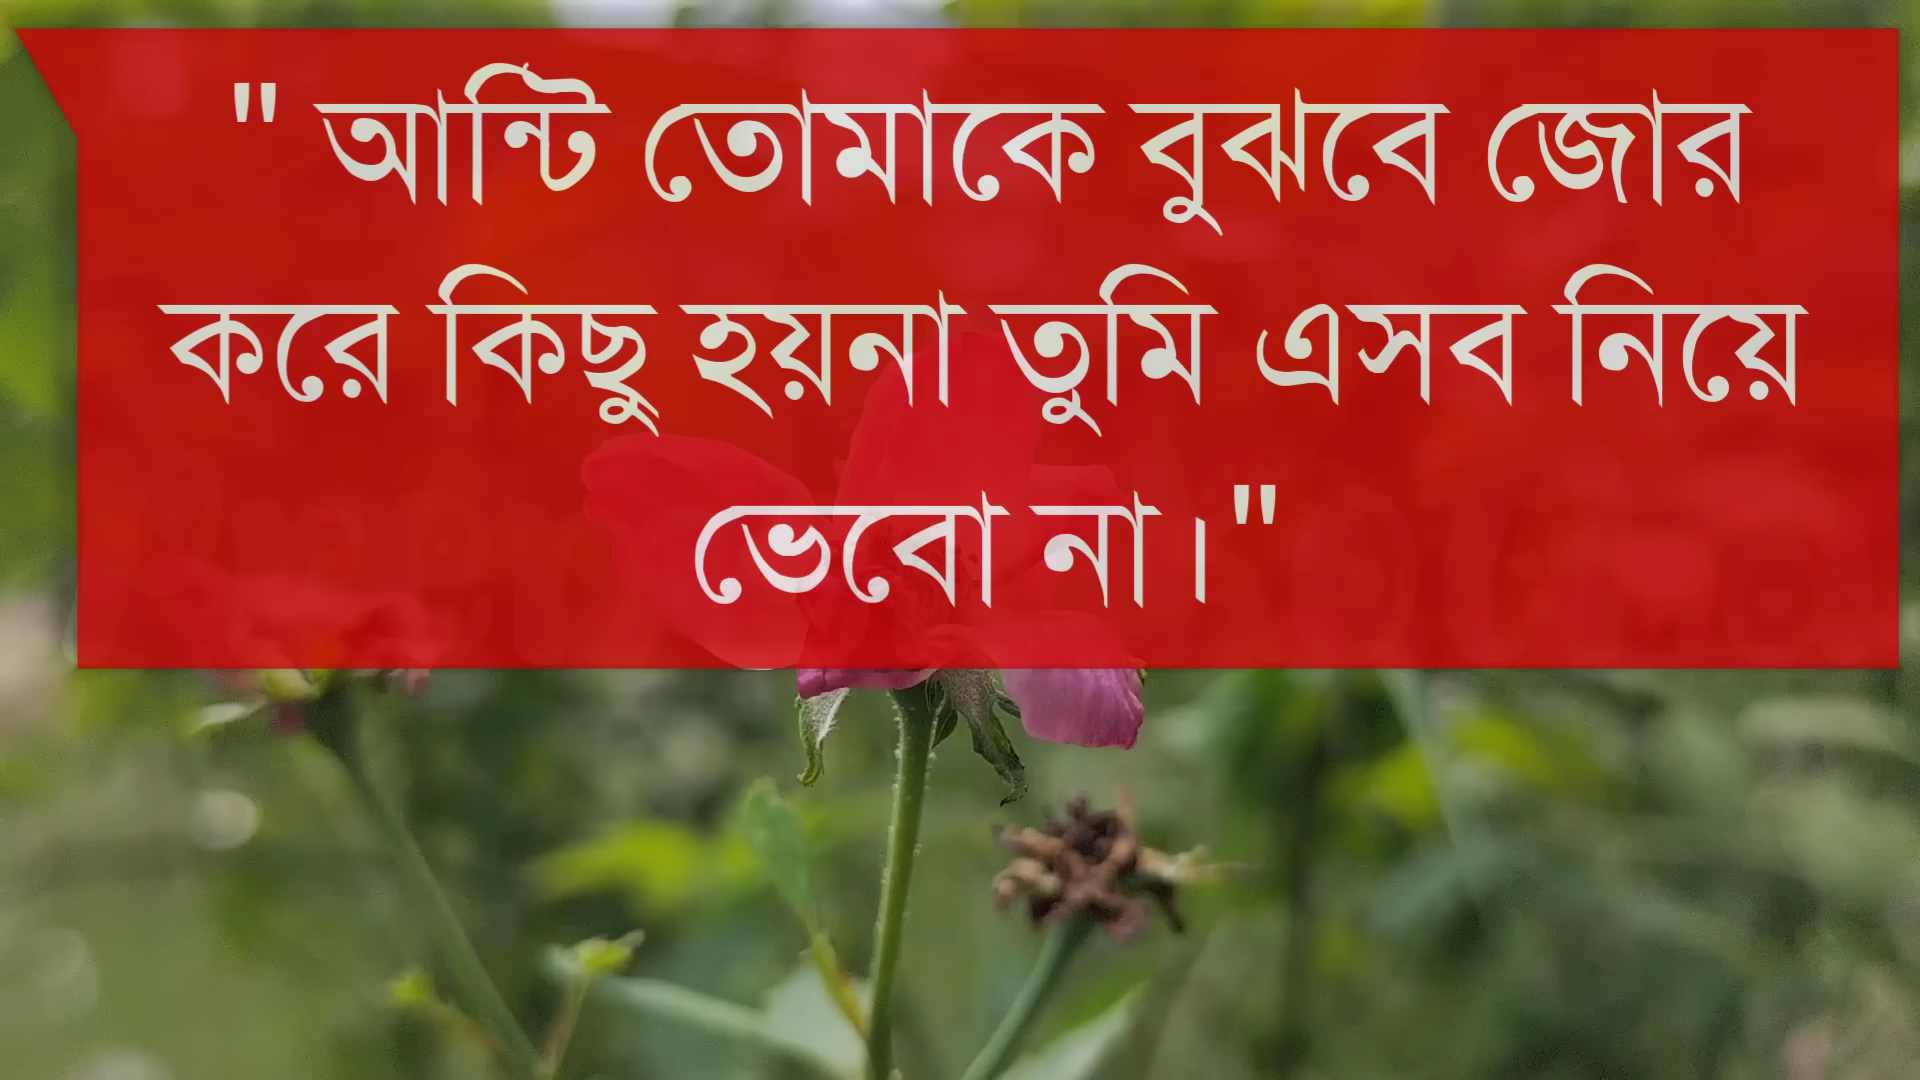 " আন্টি তোমাকে বুঝবে জোর
করে কিছু হয়না তুমি এসব নিয়ে
ভেবো না।"